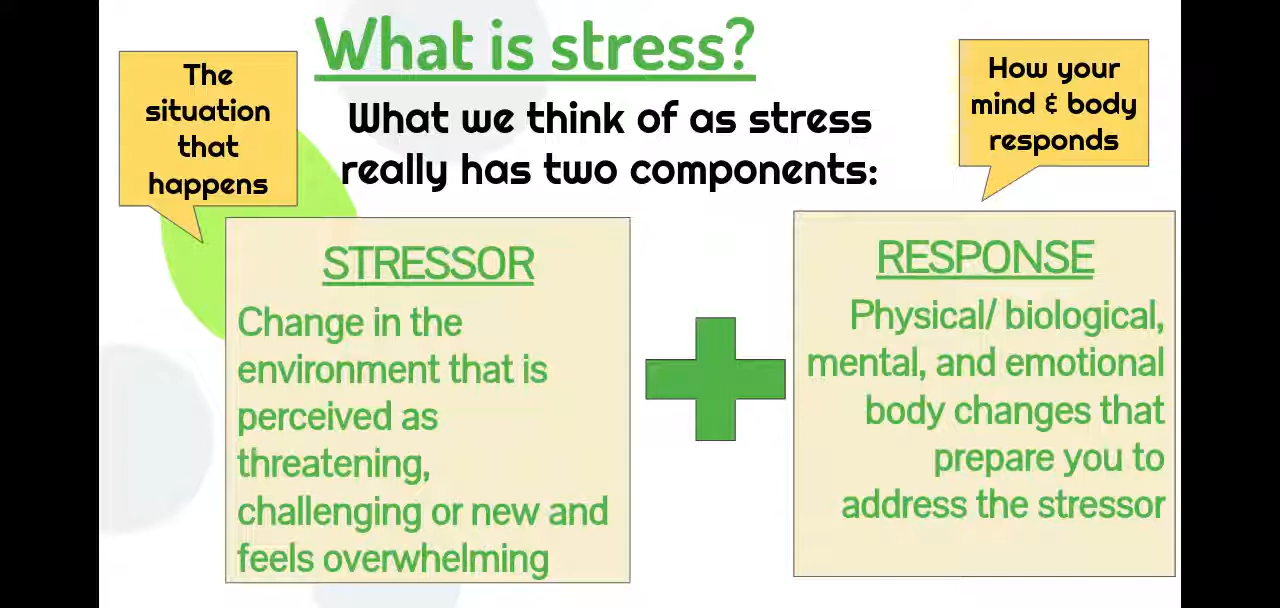 What is stress?
What we think of as stress
really has two components:
The
situation
that
happens
How your
mind & body
responds
STRESSOR
Change in the
environment that is
perceived as
threatening,
challenging or new and
feels overwhelming
RESPONSE
Physical/ biological,
mental, and emotional
body changes that
prepare you to
address the stressor